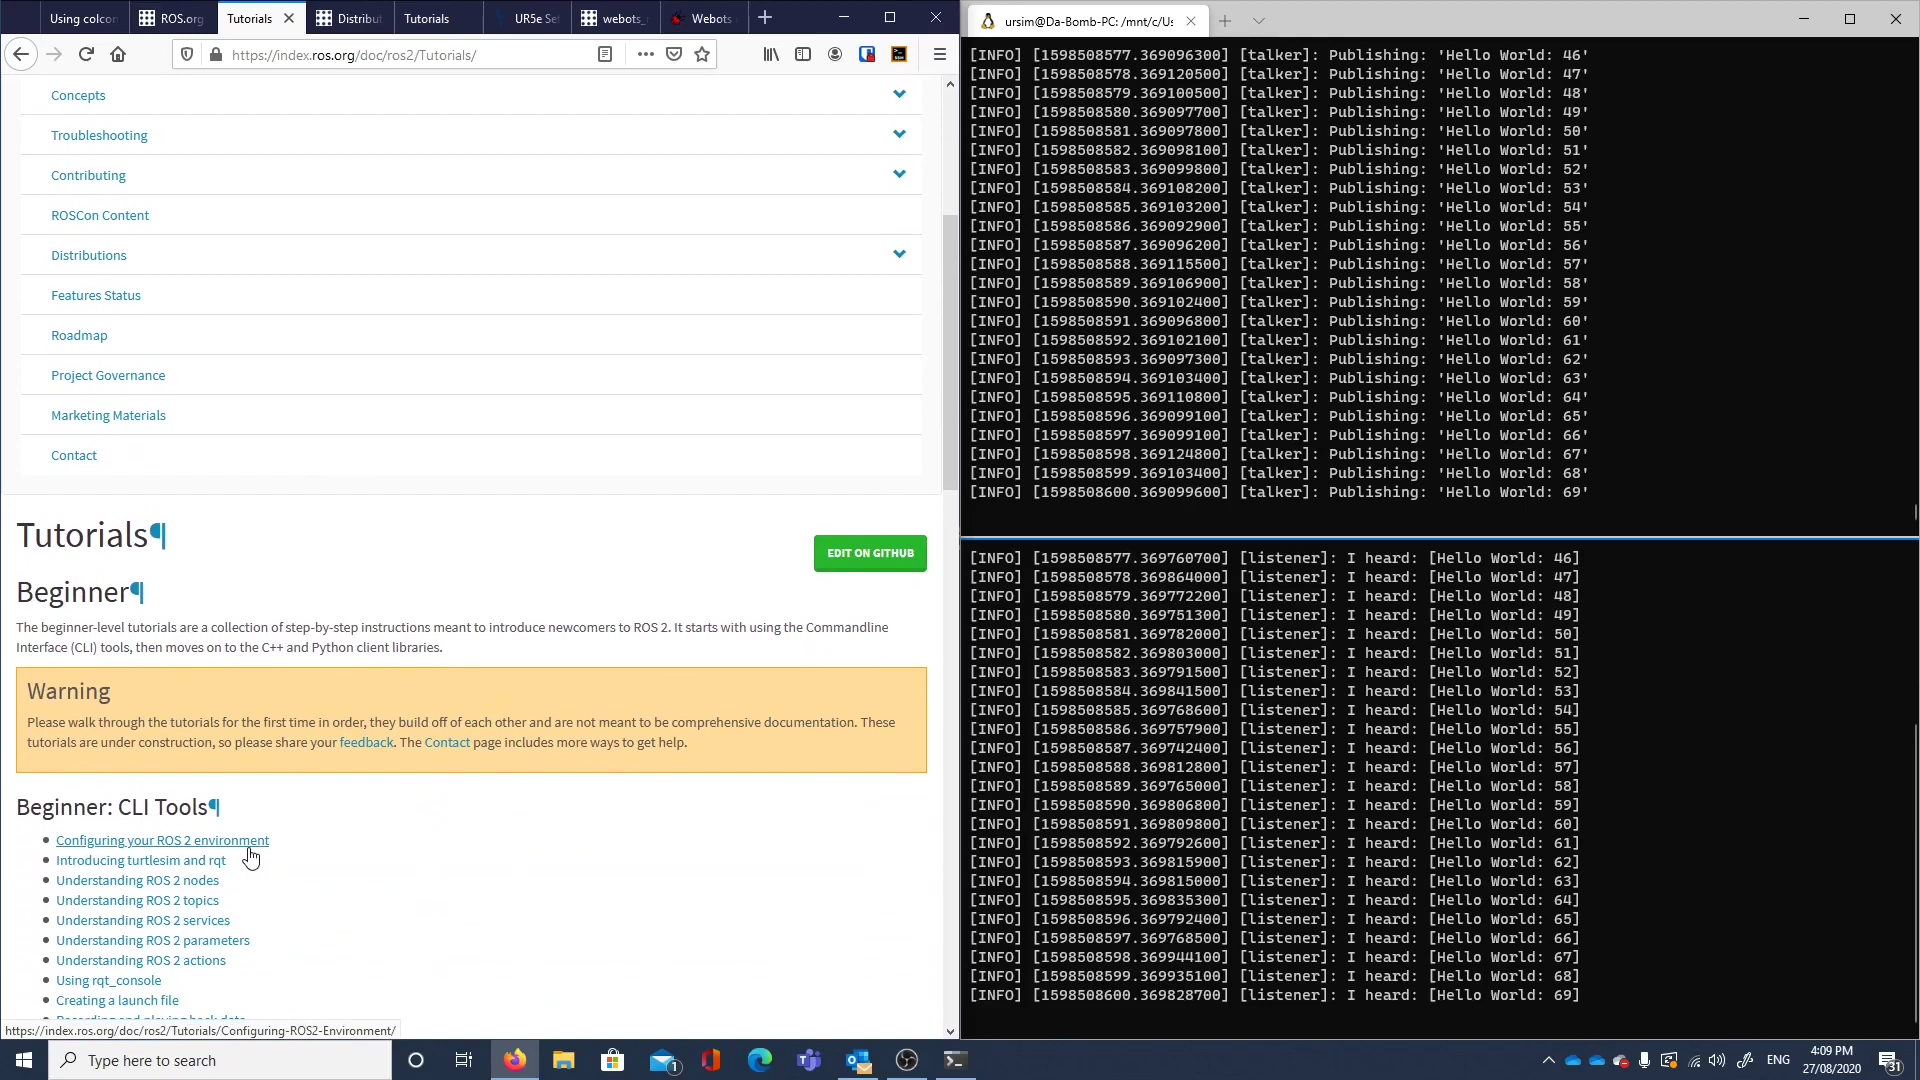 Using colcon
ROS.org
Tutorials
Distribut
Tutorials
UR5e Set
webots_r
Webots
https://index.ros.org/doc/ros2/Tutorials/
Concepts
Troubleshooting
Contributing
ROSCon Content
Distributions
Features Status
Roadmap
Project Governance
Marketing Materials
Contact
Tutorials¶
EDIT ON GITHUB
Beginner¶
The beginner-level tutorials are a collection of step-by-step instructions meant to introduce newcomers to ROS 2. It starts with using the Commandline
Interface (CLI) tools, then moves on to the C++ and Python client libraries.
Warning
Please walk through the tutorials for the first time in order, they build off of each other and are not meant to be comprehensive documentation. These
tutorials are under construction, so please share your feedback. The Contact page includes more ways to get help.
Beginner: CLI Tools¶
Configuring your ROS 2 environment
Introducing turtlesim and rqt
Understanding ROS 2 nodes
Understanding ROS 2 topics
Understanding ROS 2 services
Understanding ROS 2 parameters
Understanding ROS 2 actions
Using rqt_console
Creating a launch file
https://index.ros.org/doc/ros2/Tutorials/Configuring-ROS2-Environment/
ursim@Da-Bomb-PC: /mnt/c/Us
[INFO] [1598508577.369096300] [talker]: Publishing: 'Hello World: 46'
[INFO] [1598508578.369120500] [talker]: Publishing: 'Hello World: 47'
[INFO] [1598508579.369100500] [talker]: Publishing: 'Hello World: 48'
[INFO] [1598508580.369097700] [talker]: Publishing: 'Hello World: 49'
[INFO] [1598508581.369097800] [talker]: Publishing: 'Hello World: 50'
[INFO] [1598508582.369098100] [talker]: Publishing: 'Hello World: 51'
[INFO] [1598508583.369099800] [talker]: Publishing: 'Hello World: 52'
[INFO] [1598508584.369108200] [talker]: Publishing: 'Hello World: 53'
[INFO] [1598508585.369103200] [talker]: Publishing: 'Hello World: 54'
[INFO] [1598508586.369092900] [talker]: Publishing: 'Hello World: 55'
[INFO] [1598508587.369096200] [talker]: Publishing: 'Hello World: 56'
[INFO] [1598508588.369115500] [talker]: Publishing: 'Hello World: 57'
[INFO] [1598508589.369106900] [talker]: Publishing: 'Hello World: 58'
[INFO] [1598508590.369102400] [talker]: Publishing: 'Hello World: 59'
[INFO] [1598508591.369096800] [talker]: Publishing: 'Hello World: 60'
[INFO] [1598508592.369102100] [talker]: Publishing: 'Hello World: 61'
[INFO] [1598508593.369097300] [talker]: Publishing: 'Hello World: 62'
[INFO] [1598508594.369103400] [talker]: Publishing: 'Hello World: 63'
[INFO] [1598508595.369110800] [talker]: Publishing: 'Hello World: 64'
[INFO] [1598508596.369099100] [talker]: Publishing: 'Hello World: 65'
[INFO] [1598508597.369099100] [talker]: Publishing: 'Hello World: 66'
[INFO] [1598508598.369124800] [talker]: Publishing: 'Hello World: 67'
[INFO] [1598508599.369103400] [talker]: Publishing: 'Hello World: 68'
[INFO] [1598508600.369099600] [talker]: Publishing: 'Hello World: 69'
[INFO] [1598508577.369760700] [listener]: I heard: [Hello World: 46]
[INFO] [1598508578.369864000] [listener]: I heard: [Hello World: 47]
[INFO] [1598508579.369772200] [listener]: I heard: [Hello World: 48]
[INFO] [1598508580.369751300] [listener]: I heard: [Hello World: 49]
[INFO] [1598508581.369782000] [listener]: I heard: [Hello World: 50]
[INFO] [1598508582.369803000] [listener]: I heard: [Hello World: 51]
[INFO] [1598508583.369791500] [listener]: I heard: [Hello World: 52]
[INFO] [1598508584.369841500] [listener]: I heard: [Hello World: 53]
[INFO] [1598508585.369768600] [listener]: I heard: [Hello World: 54]
[INFO] [1598508586.369757900] [listener]: I heard: [Hello World: 55]
[INFO] [1598508587.369742400] [listener]: I heard: [Hello World: 56]
[INFO] [1598508588.369812800] [listener]: I heard: [Hello World: 57]
[INFO] [1598508589.369765000] [listener]: I heard: [Hello World: 58]
[INFO] [1598508590.369806800] [listener]: I heard: [Hello World: 59]
[INFO] [1598508591.369809800] [listener]: I heard: [Hello World: 60]
[INFO] [1598508592.369792600] [listener]: I heard: [Hello World: 61]
[INFO] [1598508593.369815900] [listener]: I heard: [Hello World: 62]
[INFO] [1598508594.369815000] [listener]: I heard: [Hello World: 63]
[INFO] [1598508595.369835300] [listener]: I heard: [Hello World: 64]
[INFO] [1598508596.369792400] [listener]: I heard: [Hello World: 65]
[INFO] [1598508597.369768500] [listener]: I heard: [Hello World: 66]
[INFO] [1598508598.369944100] [listener]: I heard: [Hello World: 67]
[INFO] [1598508599.369935100] [listener]: I heard: [Hello World: 68]
[INFO] [1598508600.369828700] [listener]: I heard: [Hello World: 69]
Type here to search
1
ENG
4:09 PM
27/08/2020
31